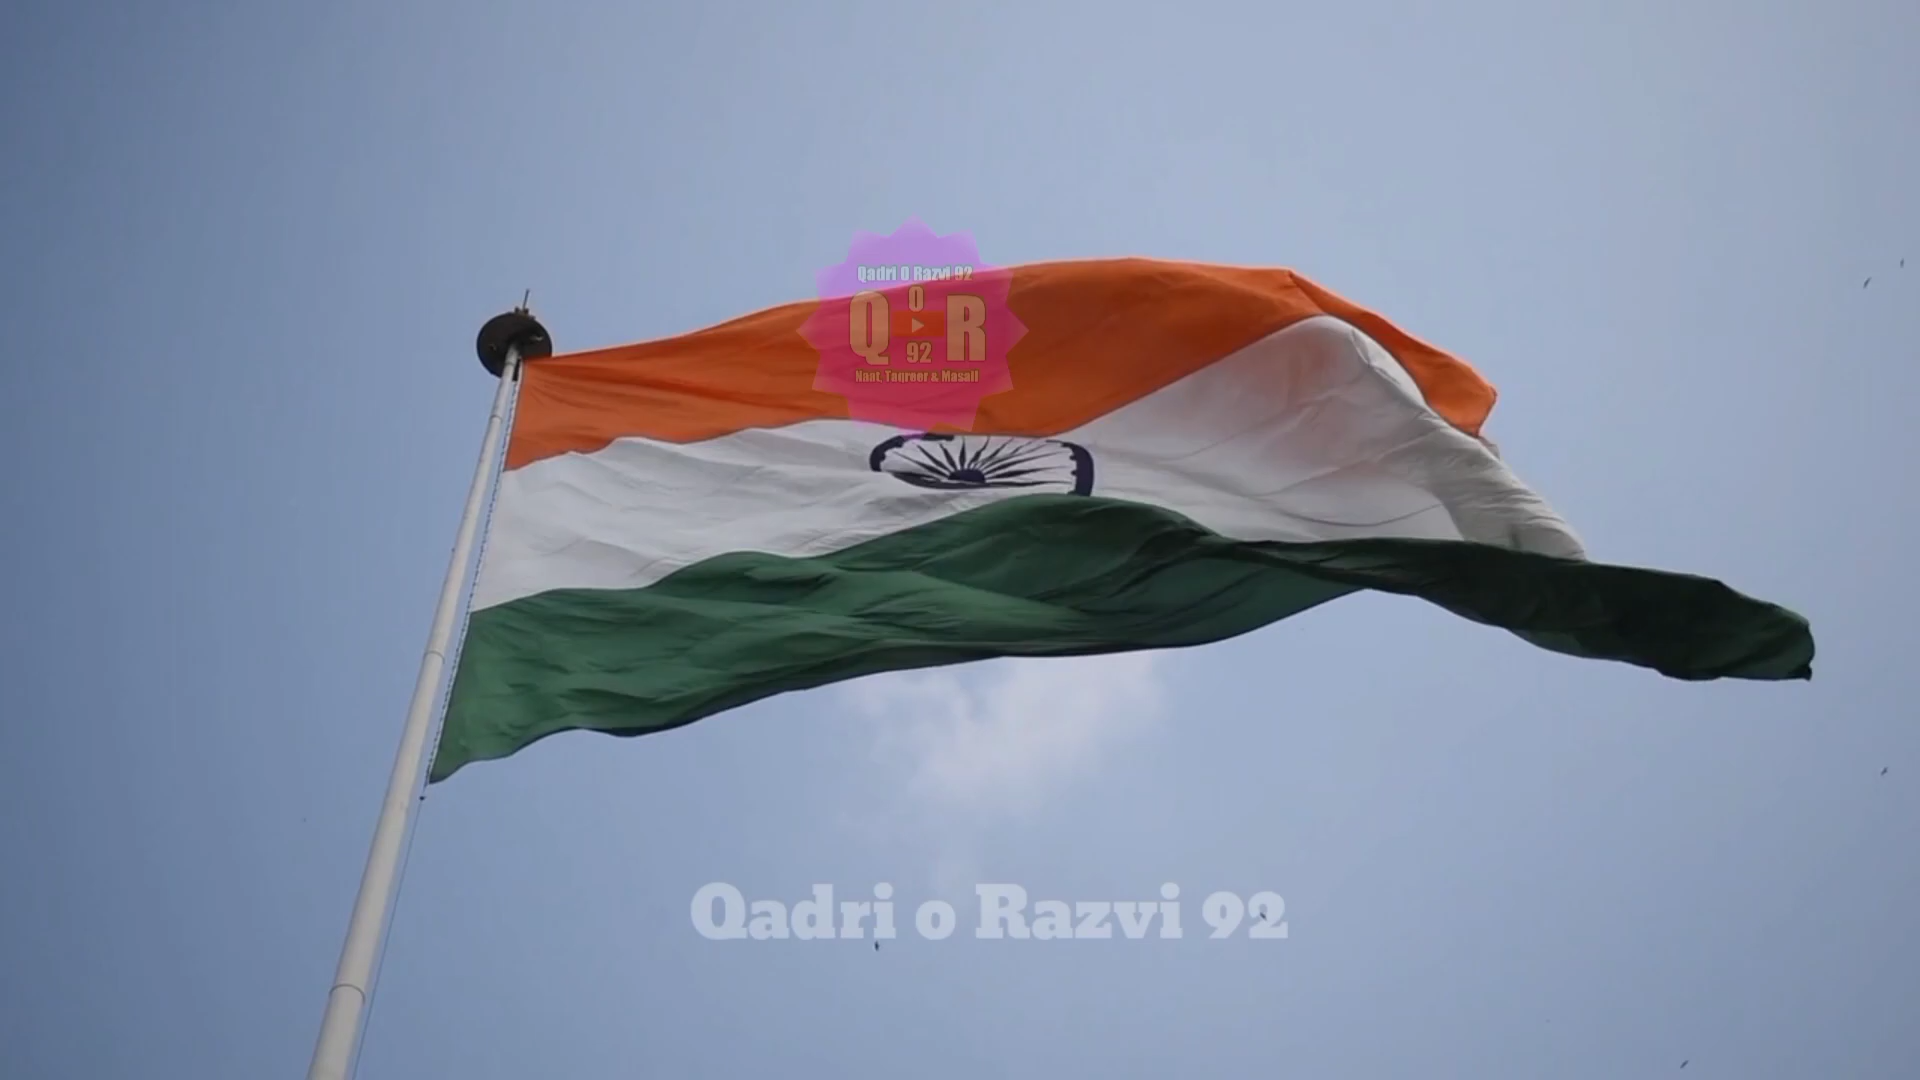 Qadri O Razvi 92
Q O R
92
Naat, Taqreer & Masail
Qadri o Razvi 92